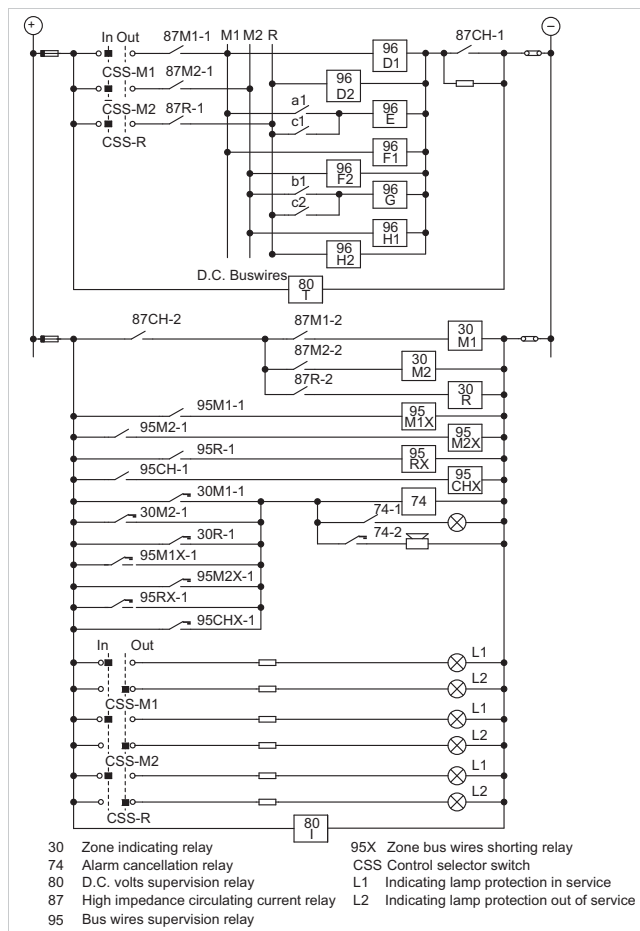 + −
In Out 87M1-1 M1 M2 R 96 D1 87CH-1
CSS-M1
87M2-1 96 D2
CSS-M2
87R-1 a1 96 E
CSS-R c1
96 F1
96 F2
b1 96 G
c2
96 H1
96 H2
D.C. Buswires
80 T
87CH-2 87M1-2 30 M1
87M2-2 30 M2
87R-2 30 R
95M1-1 95 M1X
95M2-1 95 M2X
95R-1 95 RX
95CH-1 95 CHX
30M1-1 74
30M2-1 74-1
30R-1 74-2
95M1X-1
95M2X-1
95RX-1
95CHX-1
In Out L1
L2
CSS-M1
L1
L2
CSS-M2
L1
L2
CSS-R
80 I
30 Zone indicating relay
74 Alarm cancellation relay
80 D.C. volts supervision relay
87 High impedance circulating current relay
95 Bus wires supervision relay
95X Zone bus wires shorting relay
CSS Control selector switch
L1 Indicating lamp protection in service
L2 Indicating lamp protection out of service